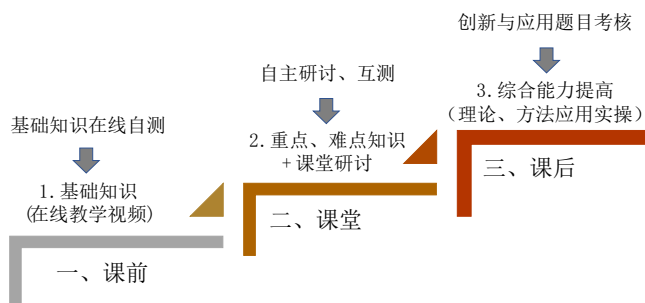 基础知识在线自测
1.基础知识
(在线教学视频)
一、课前
自主研讨、互测
2.重点、难点知识
+课堂研讨
二、课堂
创新与应用题目考核
3.综合能力提高
（理论、方法应用实操）
三、课后